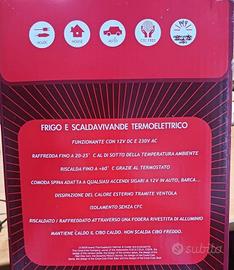 HOUSE
AUTO
CFC FREE
FRIGO E SCALDAVIVANDE TERMOELETTRICO
FUNZIONANTE CON 12V DC E 230V AC
RAFFREDDA FINO A 20-25° C AL DI SOTTO DELLA TEMPERATURA AMBIENTE
RISCALDA FINO A +60° C GRAZIE AL TERMOSTATO
COMODA SPINA ADATTA A QUALSIASI ACCENDI SIGARI A 12V IN AUTO, BARCA...
DISSIPAZIONE DEL CALORE ESTERNO TRAMITE VENTOLA
ISOLAMENTO SENZA CFC
RISCALDATO / RAFFREDDATO ATTRAVERSO UNA FODERA RIVESTITA DI ALLUMINIO
MANTIENE CALDO IL CIBO CALDO. NON SCALDA CIBO FREDDO.
subito